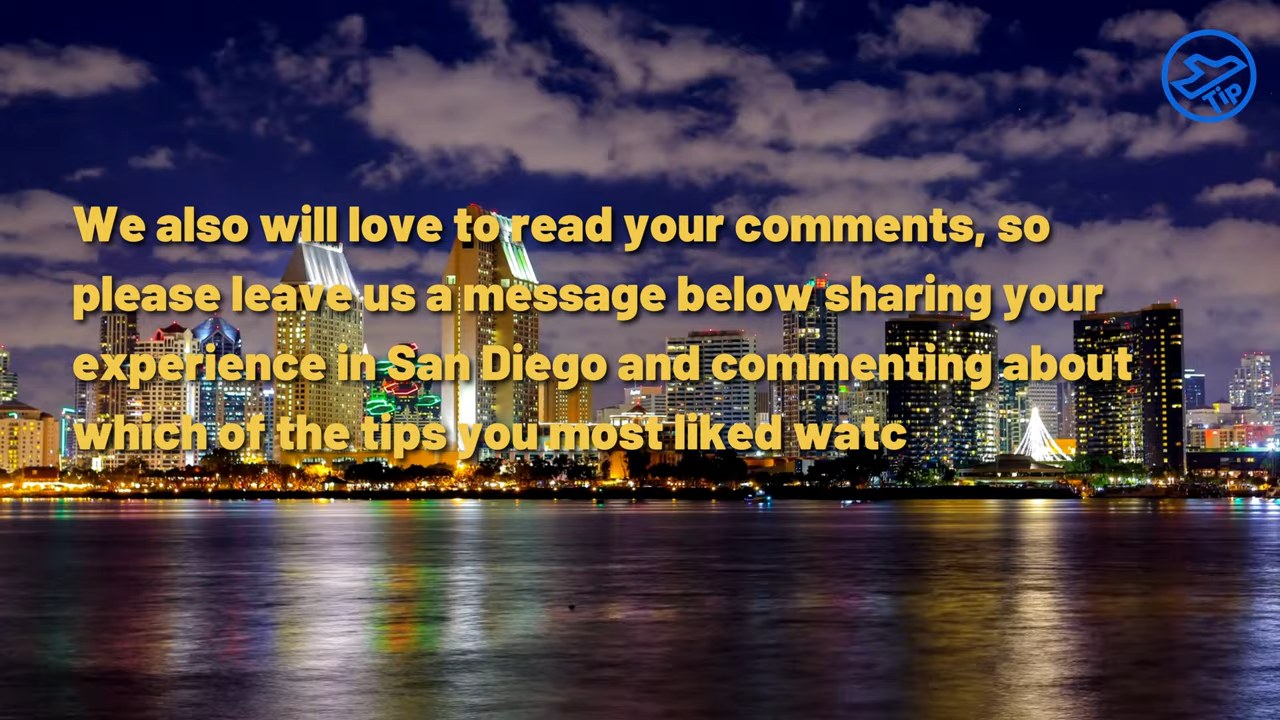 Tip
We also will love to read your comments, so
please leave us a message below sharing your
experience in San Diego and commenting about
which of the tips you most liked watc